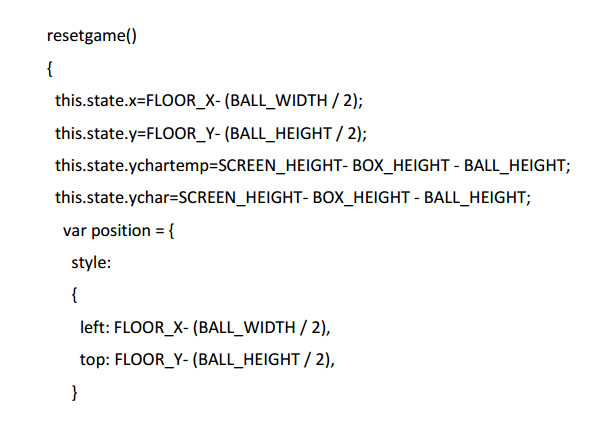 resetgame()
{
this.state.x=FLOOR_X- (BALL_WIDTH / 2);
this.state.y=FLOOR_Y- (BALL_HEIGHT / 2);
this.state.ychartemp=SCREEN_HEIGHT- BOX_HEIGHT - BALL_HEIGHT;
this.state.ychar=SCREEN_HEIGHT- BOX_HEIGHT - BALL_HEIGHT;
var position = {
style:
{
left: FLOOR_X- (BALL_WIDTH / 2),
top: FLOOR_Y- (BALL_HEIGHT / 2),
}